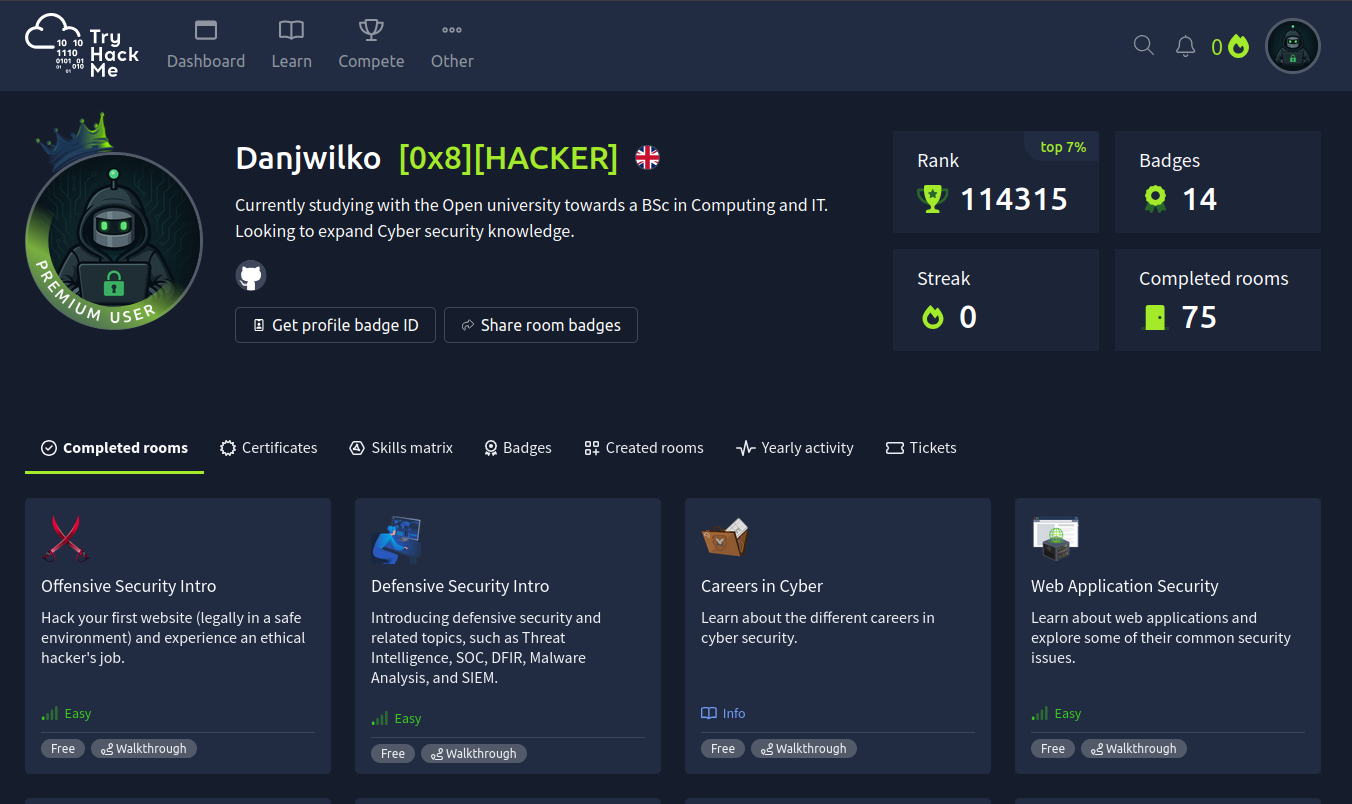 10 10
1110
0101 01
01 010
01
Try
Hack
Me
Dashboard
Learn
Compete
Other
0
PREMIUM USER
Danjwilko [0x8][HACKER]
Currently studying with the Open university towards a BSc in Computing and IT.
Looking to expand Cyber security knowledge.
Get profile badge ID
Share room badges
top 7%
Rank
114315
Badges
14
Streak
0
Completed rooms
75
Completed rooms
Certificates
Skills matrix
Badges
Created rooms
Yearly activity
Tickets
Offensive Security Intro
Hack your first website (legally in a safe
environment) and experience an ethical
hacker's job.
Easy
Free
Walkthrough
Defensive Security Intro
Introducing defensive security and
related topics, such as Threat
Intelligence, SOC, DFIR, Malware
Analysis, and SIEM.
Easy
Free
Walkthrough
Careers in Cyber
Learn about the different careers in
cyber security.
Info
Free
Walkthrough
Web Application Security
Learn about web applications and
explore some of their common security
issues.
Easy
Free
Walkthrough